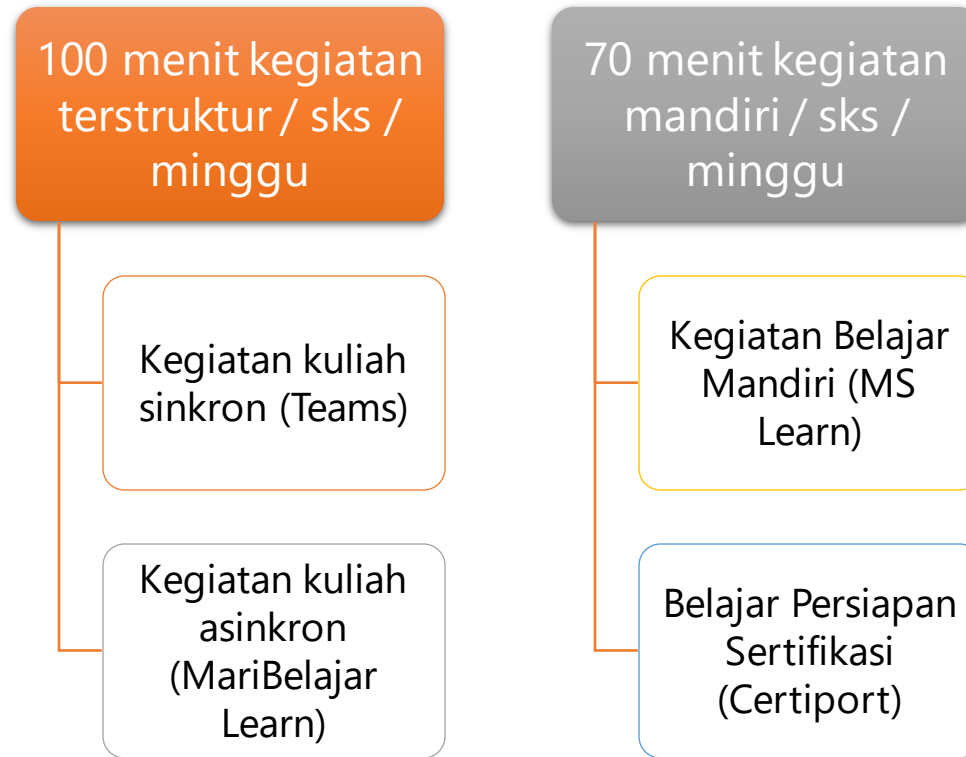 100 menit kegiatan
terstruktur / sks /
minggu
Kegiatan kuliah
sinkron (Teams)
Kegiatan kuliah
asinkron
(MariBelajar
Learn)
70 menit kegiatan
mandiri / sks /
minggu
Kegiatan Belajar
Mandiri (MS
Learn)
Belajar Persiapan
Sertifikasi
(Certiport)